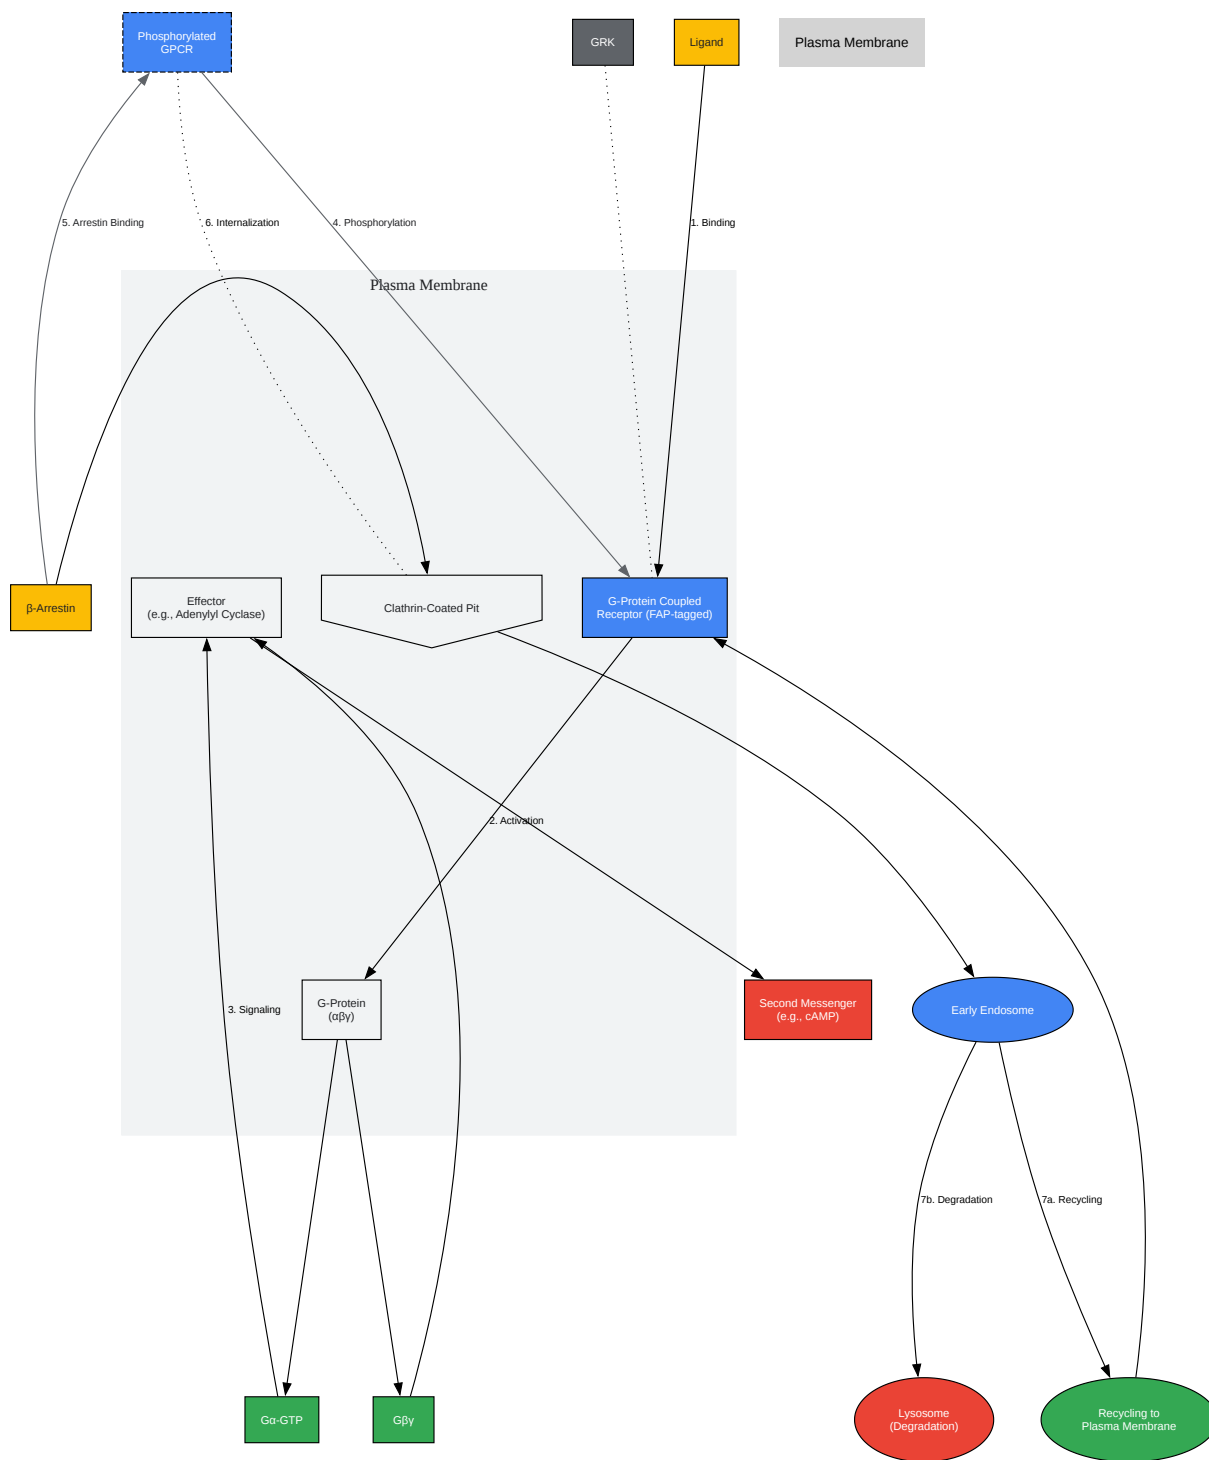 Phosphorylated
GPCR
GRK
Ligand
Plasma Membrane
5. Arrestin Binding
6. Internalization
4. Phosphorylation
1. Binding
Plasma Membrane
β-Arrestin
Effector
(e.g., Adenylyl Cyclase)
Clathrin-Coated Pit
G-Protein Coupled
Receptor (FAP-tagged)
2. Activation
3. Signaling
G-Protein
(αβγ)
Second Messenger
(e.g., cAMP)
Early Endosome
7b. Degradation
7a. Recycling
Gα-GTP
Gβγ
Lysosome
(Degradation)
Recycling to
Plasma Membrane